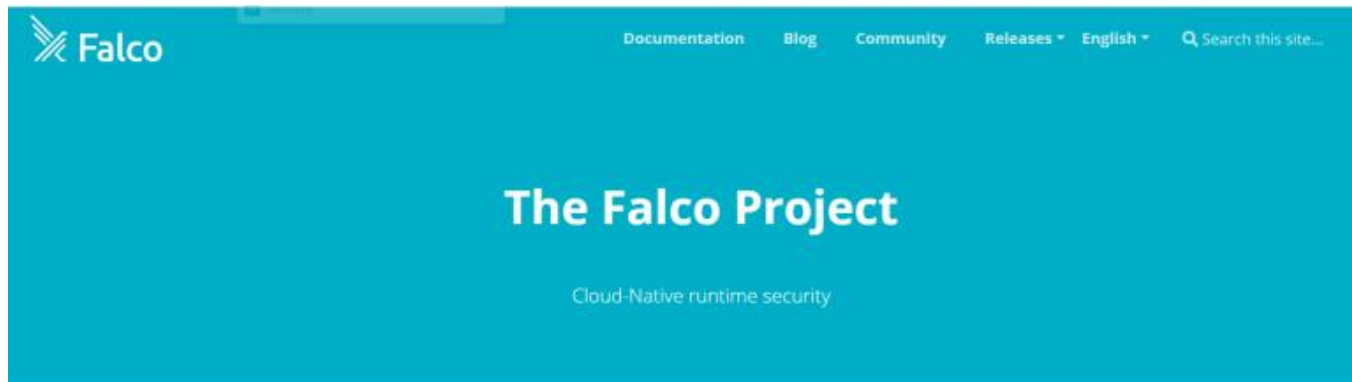 Falco
Documentation Blog Community Releases English Search this site...
The Falco Project
Cloud-Native runtime security